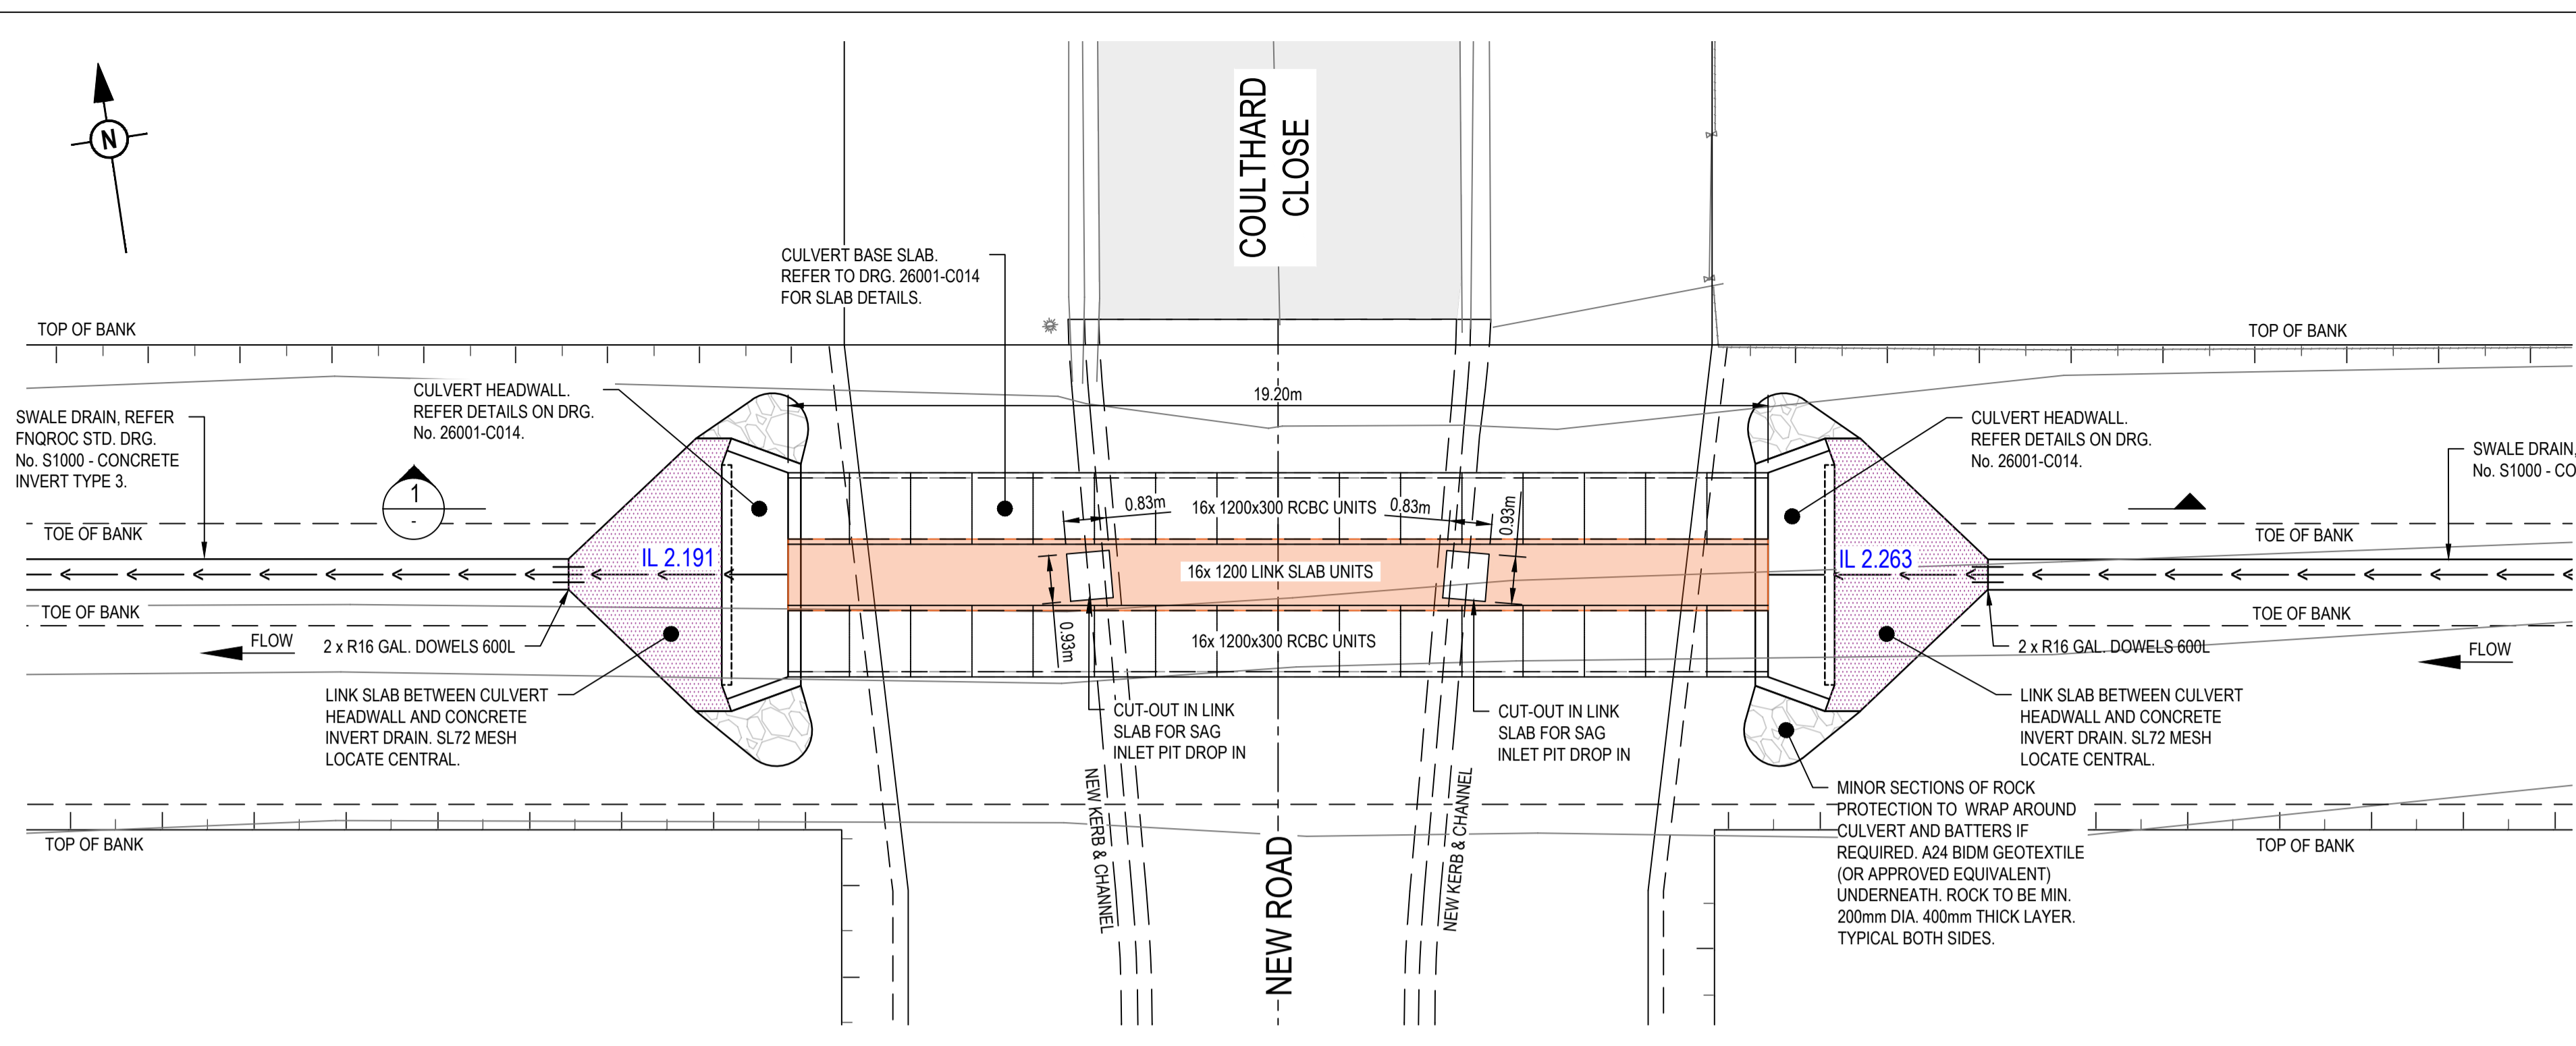 N
COULTHARD
CLOSE
CULVERT BASE SLAB.
REFER TO DRG. 26001-C014
FOR SLAB DETAILS.
TOP OF BANK
TOP OF BANK
CULVERT HEADWALL.
REFER DETAILS ON DRG.
No. 26001-C014.
19.20m
SWALE DRAIN, REFER
FNQROC STD. DRG.
No. S1000 - CONCRETE
INVERT TYPE 3.
CULVERT HEADWALL.
REFER DETAILS ON DRG.
No. 26001-C014.
SWALE DRAIN,
No. S1000 - CO
1
-
0.83m
16x 1200x300 RCBC UNITS
0.83m
0.93m
TOE OF BANK
TOE OF BANK
IL 2.191
16x 1200 LINK SLAB UNITS
IL 2.263
TOE OF BANK
TOE OF BANK
FLOW
2 x R16 GAL. DOWELS 600L
0.93m
16x 1200x300 RCBC UNITS
2 x R16 GAL. DOWELS 600L
FLOW
LINK SLAB BETWEEN CULVERT
HEADWALL AND CONCRETE
INVERT DRAIN. SL72 MESH
LOCATE CENTRAL.
CUT-OUT IN LINK
SLAB FOR SAG
INLET PIT DROP IN
CUT-OUT IN LINK
SLAB FOR SAG
INLET PIT DROP IN
LINK SLAB BETWEEN CULVERT
HEADWALL AND CONCRETE
INVERT DRAIN. SL72 MESH
LOCATE CENTRAL.
NEW KERB & CHANNEL
NEW ROAD
NEW KERB & CHANNEL
MINOR SECTIONS OF ROCK
PROTECTION TO WRAP AROUND
CULVERT AND BATTERS IF
REQUIRED. A24 BIDM GEOTEXTILE
(OR APPROVED EQUIVALENT)
UNDERNEATH. ROCK TO BE MIN.
200mm DIA. 400mm THICK LAYER.
TYPICAL BOTH SIDES.
TOP OF BANK
TOP OF BANK